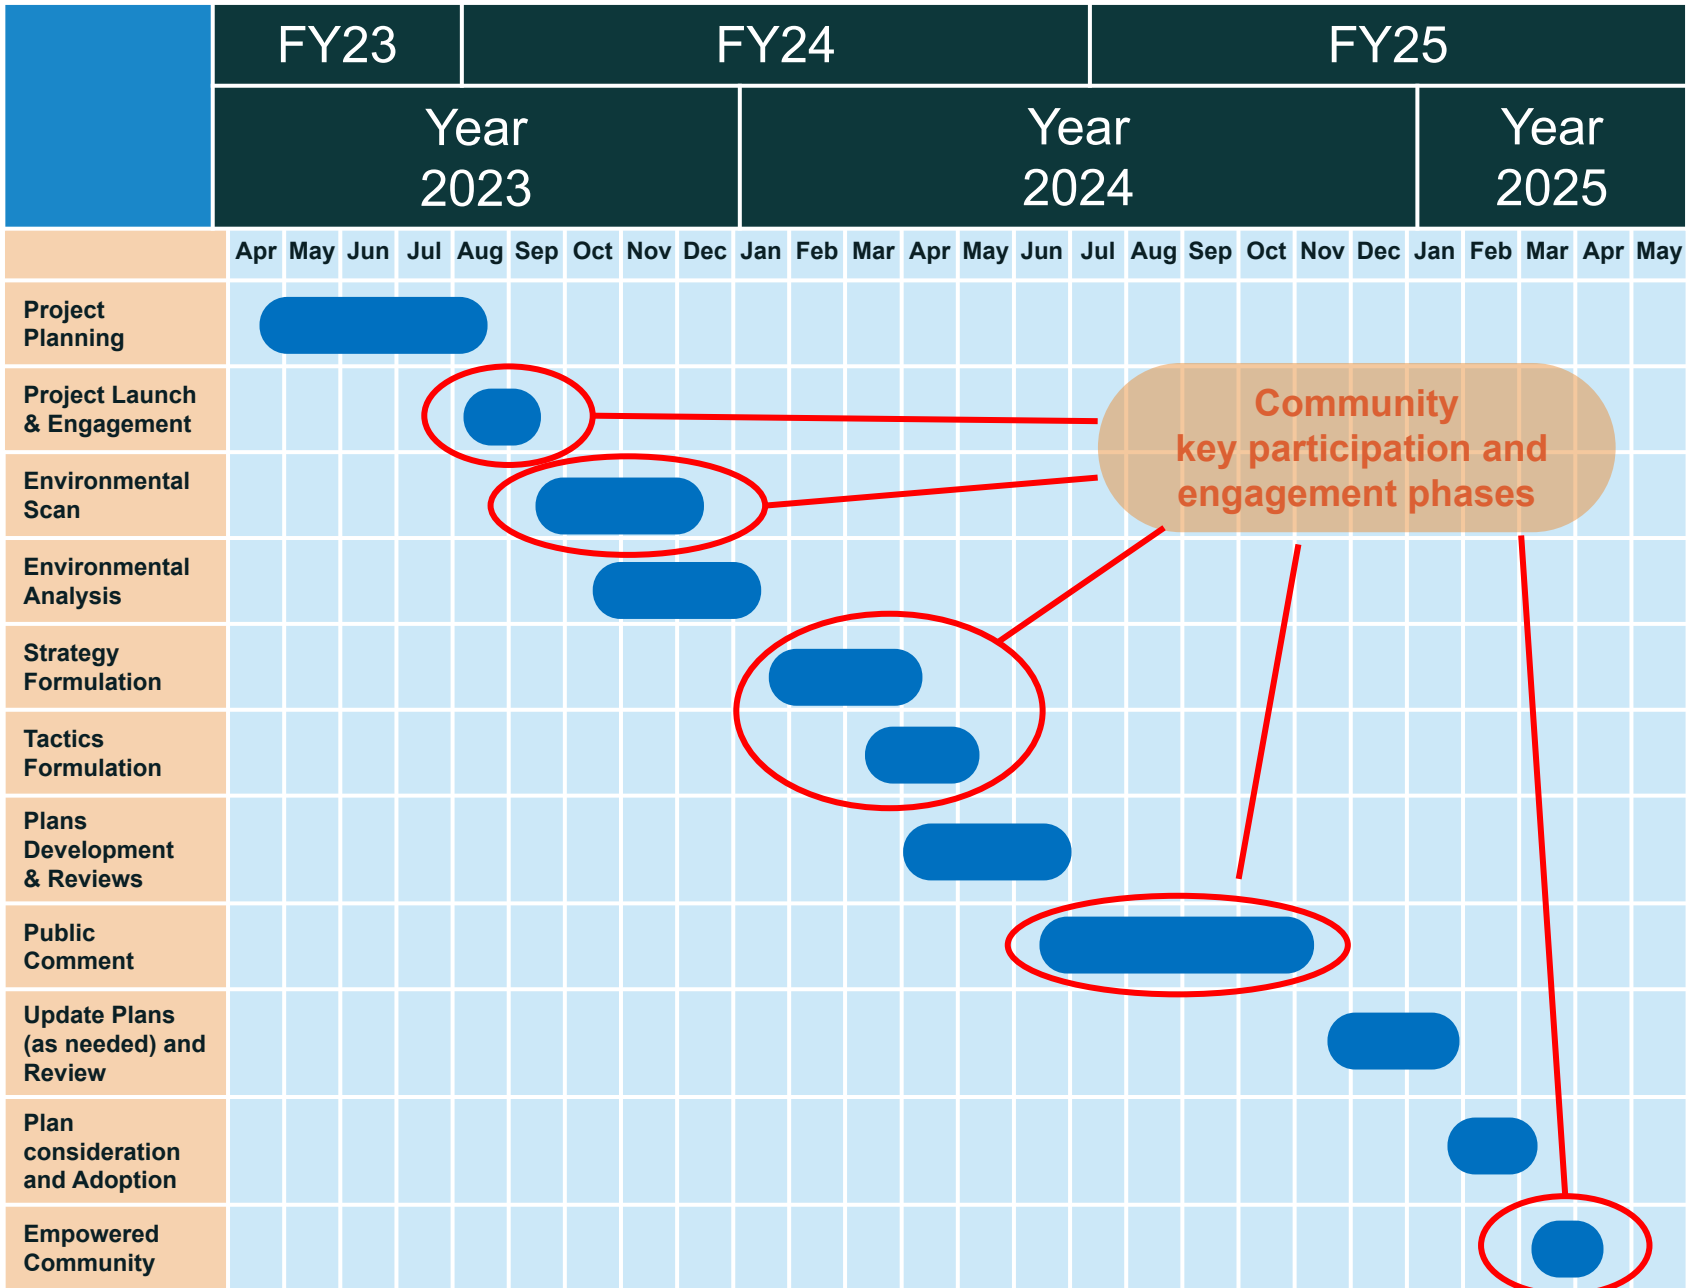 FY23 FY24 FY25
Year Year Year
2023 2024 2025
Apr May Jun Jul Aug Sep Oct Nov Dec Jan Feb Mar Apr May Jun Jul Aug Sep Oct Nov Dec Jan Feb Mar Apr May
Project
Planning
Project Launch
& Engagement
Community
key participation and
engagement phases
Environmental
Scan
Environmental
Analysis
Strategy
Formulation
Tactics
Formulation
Plans
Development
& Reviews
Public
Comment
Update Plans
(as needed) and
Review
Plan
consideration
and Adoption
Empowered
Community